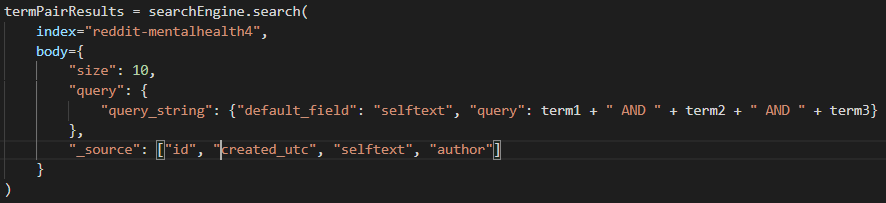 termPairResults = searchEngine.search(
    index="reddit-mentalhealth4",
    body={
        "size": 10,
        "query": {
            "query_string": {"default_field": "selftext", "query": term1 + " AND " + term2 + " AND " + term3}
        },
        "_source": ["id", "created_utc", "selftext", "author"]
    }
)